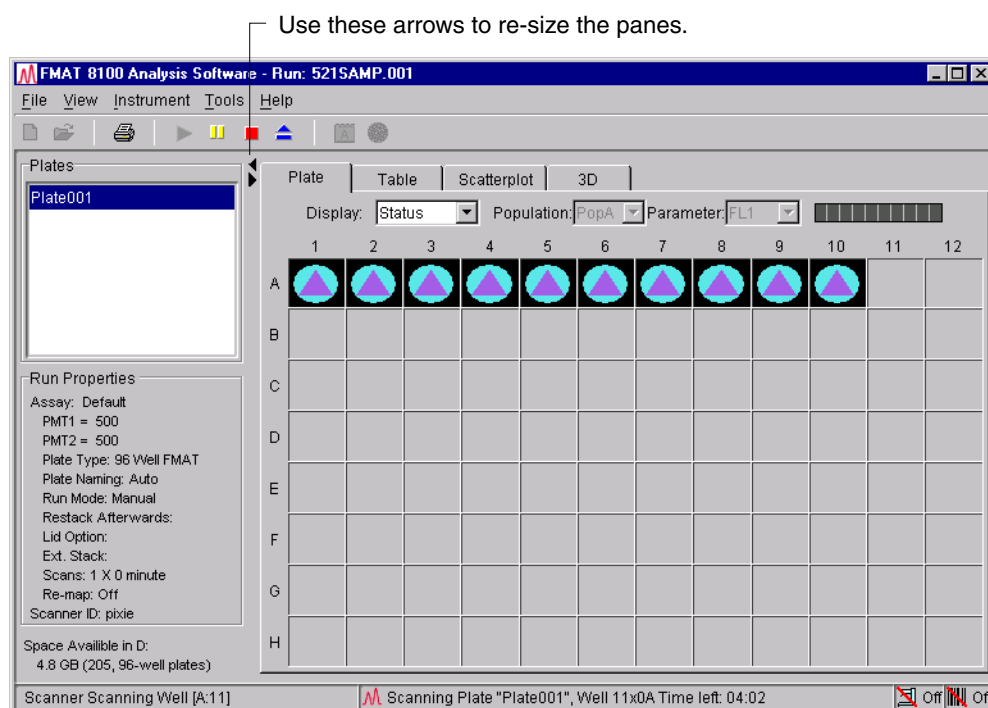 Use these arrows to re-size the panes.
FMAT 8100 Analysis Software - Run: 521SAMP.001
File View Instrument Tools Help
Plates
Plate001
Plate Table Scatterplot 3D
Display: Status Population: PopA Parameter: FL1
1 2 3 4 5 6 7 8 9 10 11 12
A
B
C
D
E
F
G
H
Run Properties
Assay: Default
PMT1 = 500
PMT2 = 500
Plate Type: 96 Well FMAT
Plate Naming: Auto
Run Mode: Manual
Restack Afterwards:
Lid Option:
Ext. Stack:
Scans: 1 X 0 minute
Re-map: Off
Scanner ID: pixie
Space Availible in D:
4.8 GB (205, 96-well plates)
Scanner Scanning Well [A:11]
Scanning Plate "Plate001", Well 11x0A Time left: 04:02
Off
Of